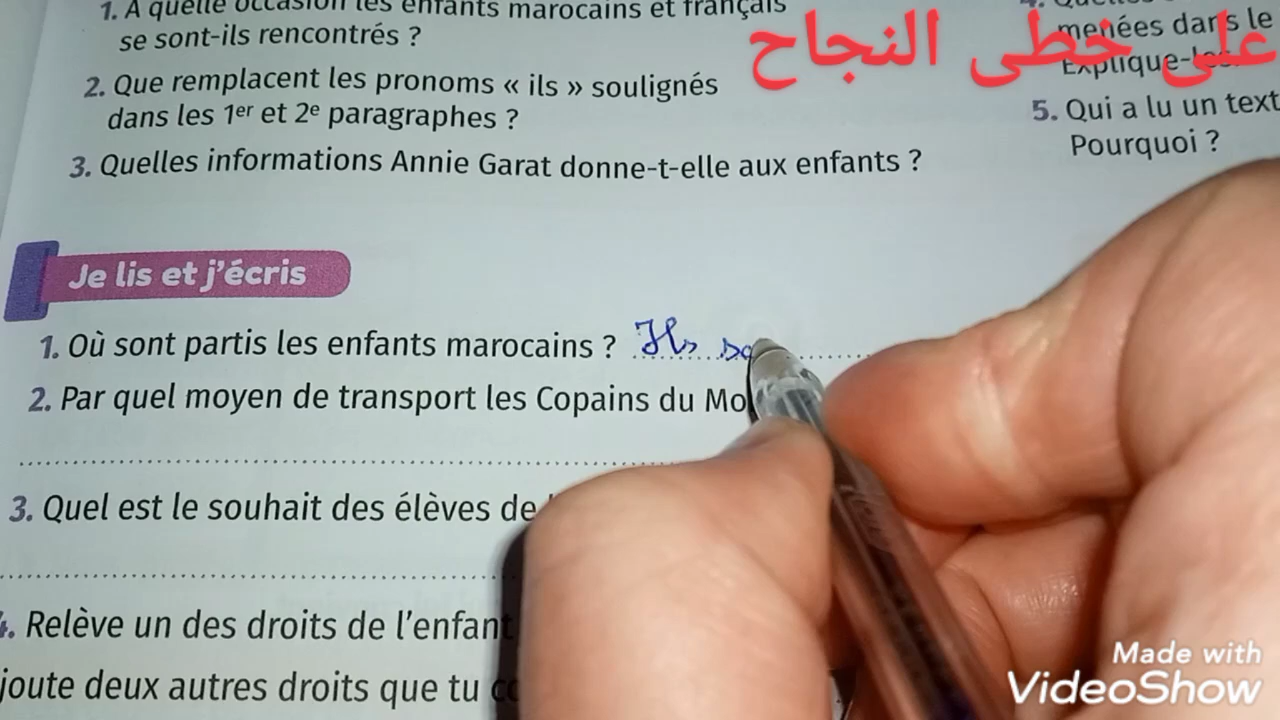 1. A quelle occasion les enfants marocains et français
se sont-ils rencontrés ?
2. Que remplacent les pronoms « ils » soulignés
dans les 1er et 2e paragraphes ?
3. Quelles informations Annie Garat donne-t-elle aux enfants ?
menées dans le
Explique-
5. Qui a lu un text
Pourquoi ?
على خطى النجاح
Je lis et j'écris
1. Où sont partis les enfants marocains ? Ils so
2. Par quel moyen de transport les Copains du Mo
3. Quel est le souhait des élèves de
4. Relève un des droits de l'enfant
joute deux autres droits que tu
Made with
VideoShow